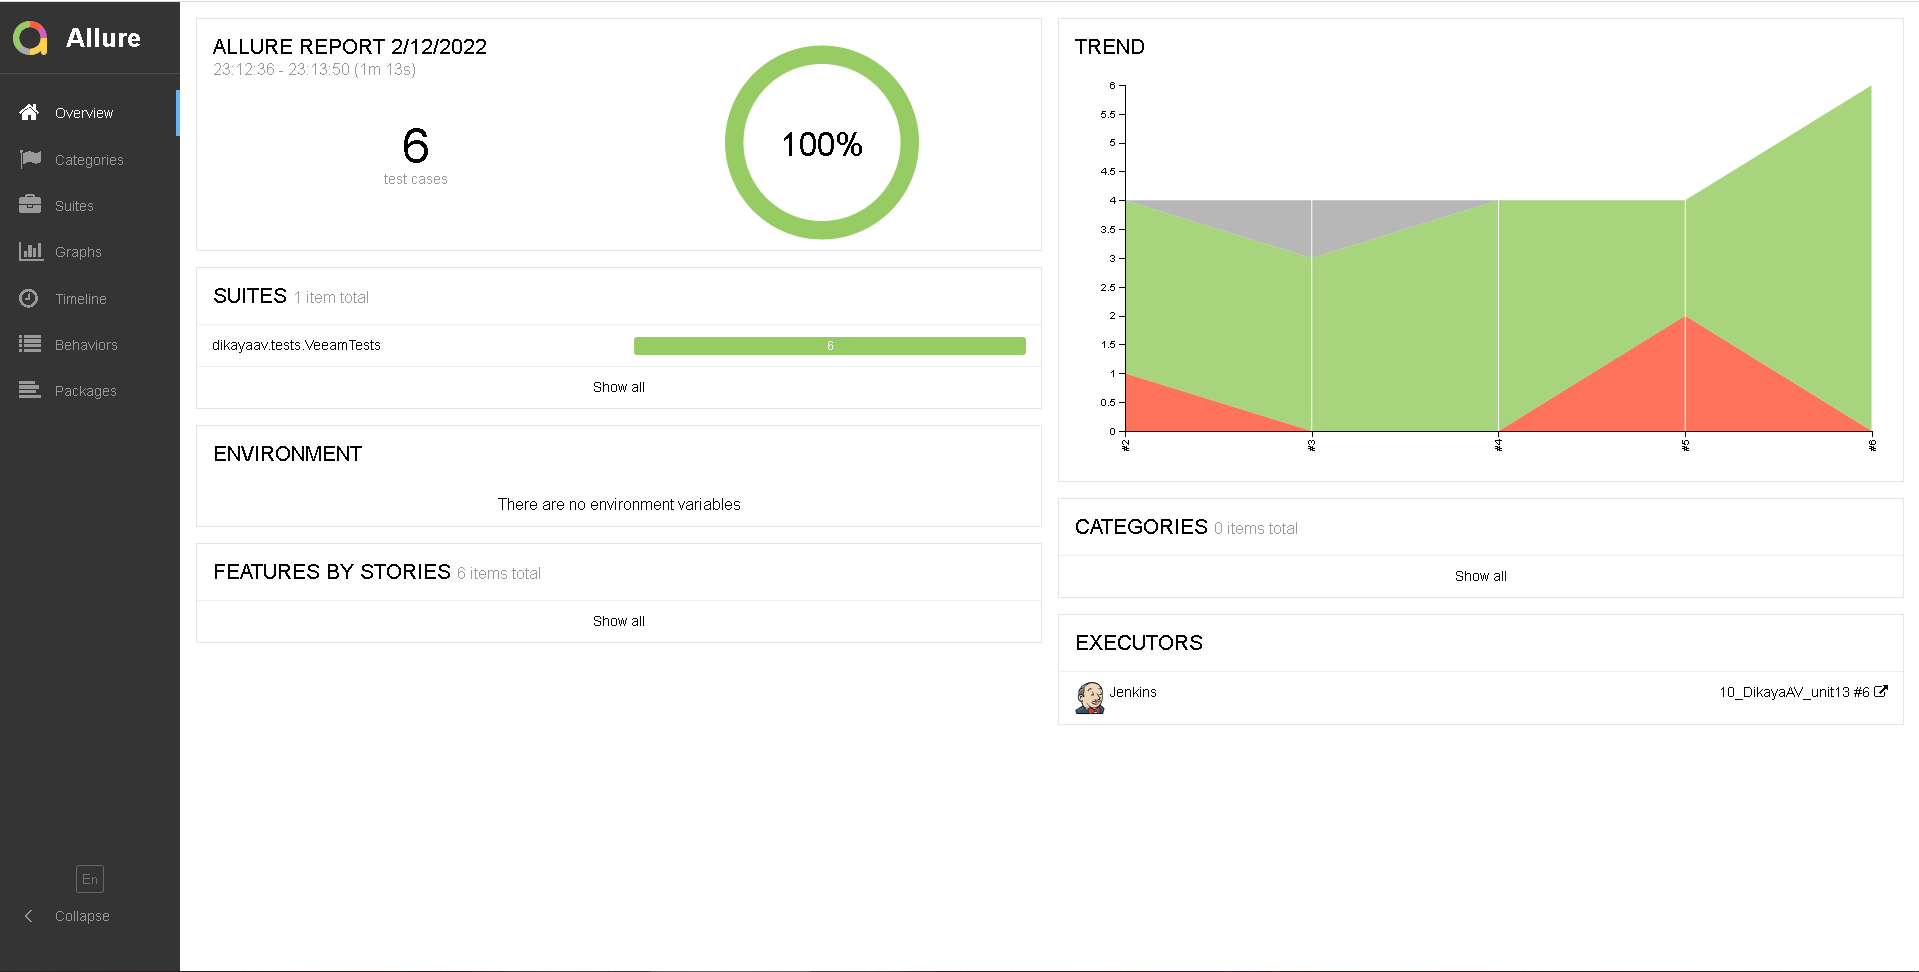 Allure
Overview
Categories
Suites
Graphs
Timeline
Behaviors
Packages
En
Collapse
ALLURE REPORT 2/12/2022
23:12:36 - 23:13:50 (1m 13s)
6
test cases
100%
SUITES 1 item total
dikayaav.tests.VeeamTests 6
Show all
ENVIRONMENT
There are no environment variables
FEATURES BY STORIES 6 items total
Show all
TREND
6
5.5
5
4.5
4
3.5
3
2.5
2
1.5
1
0.5
0
#2 #3 #4 #5 #6
CATEGORIES 0 items total
Show all
EXECUTORS
Jenkins 10_DikayaAV_unit13 #6